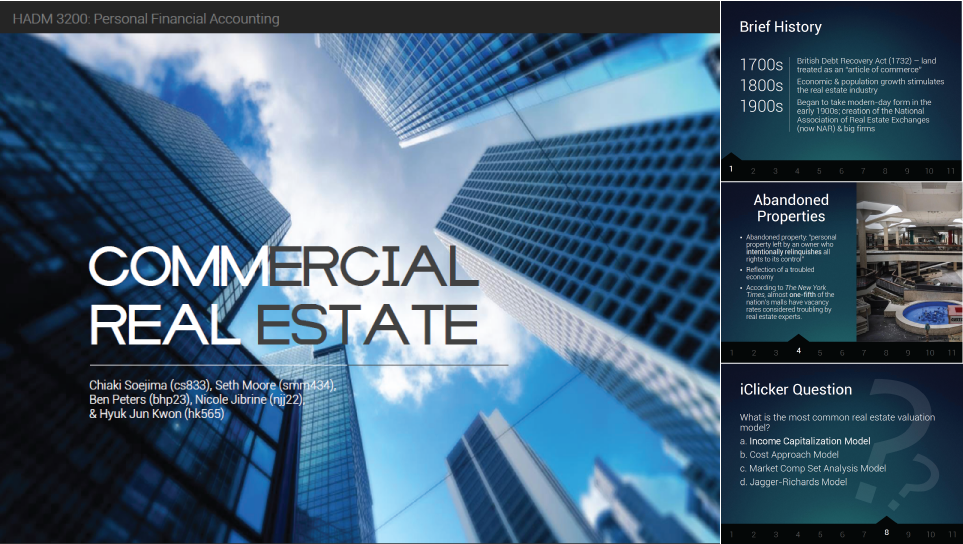 HADM 3200: Personal Financial Accounting
COMMERCIAL
REAL ESTATE
Chiaki Soejima (cs833), Seth Moore (smm434),
Ben Peters (bhp23), Nicole Jibrine (njj22),
& Hyuk Jun Kwon (hk565)
Brief History
1700s
British Debt Recovery Act (1732) – land
treated as an "article of commerce"
1800s
Economic & population growth stimulates
the real estate industry
1900s
Began to take modern-day form in the
early 1900s; creation of the National
Association of Real Estate Exchanges
(now NAR) & big firms
1 2 3 4 5 6 7 8 9 10 11
Abandoned
Properties
• Abandoned property: "personal
property left by an owner who
intentionally relinquishes all
rights to its control"
• Reflection of a troubled
economy
• According to The New York
Times, almost one-fifth of the
nation's malls have vacancy
rates considered troubling by
real estate experts.
1 2 3 4 5 6 7 8 9 10 11
iClicker Question
What is the most common real estate valuation
model?
a. Income Capitalization Model
b. Cost Approach Model
c. Market Comp Set Analysis Model
d. Jagger-Richards Model
? ?
1 2 3 4 5 6 7 8 9 10 11